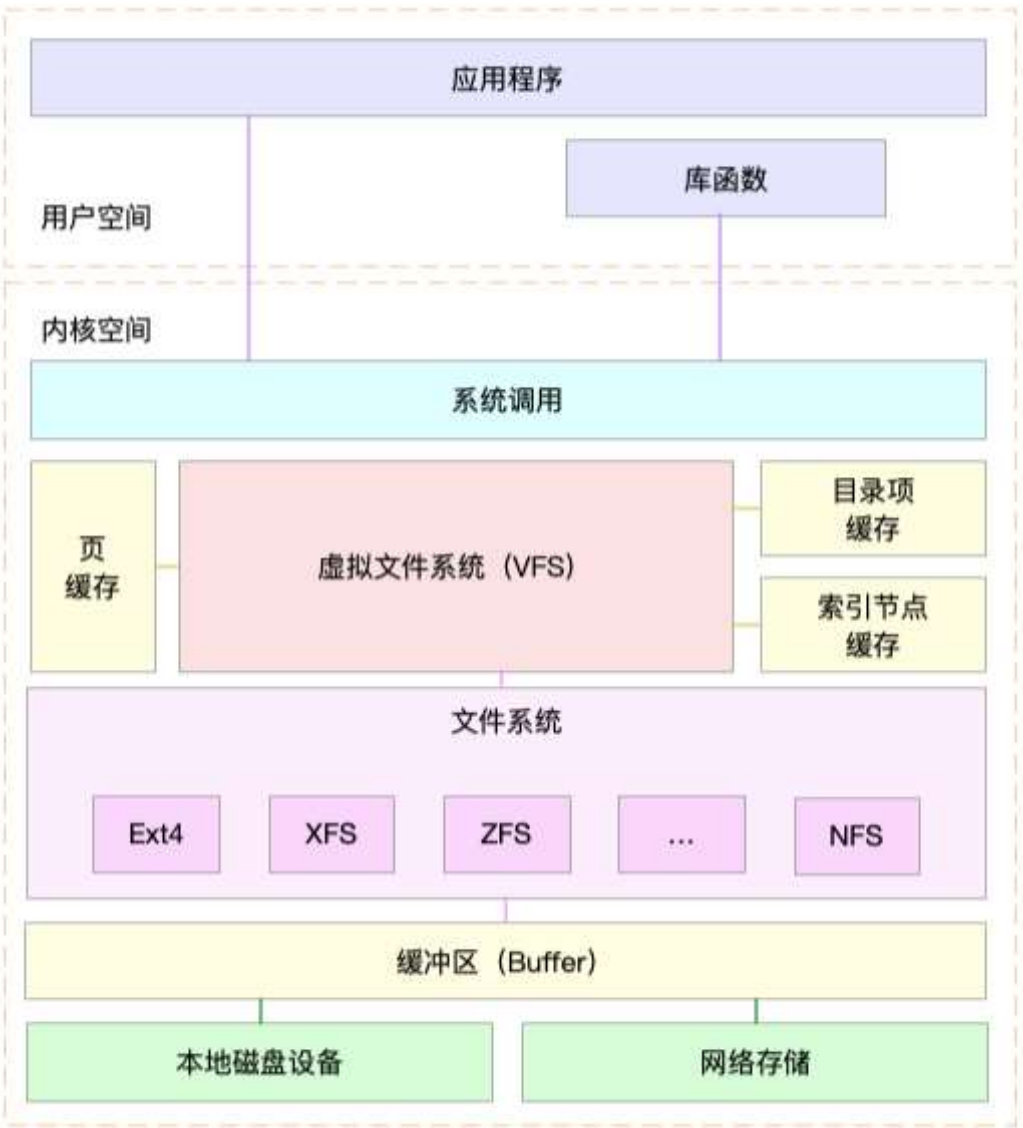 应用程序
库函数
用户空间
内核空间
系统调用
页
缓存
虚拟文件系统（VFS）
目录项
缓存
索引节点
缓存
文件系统
Ext4
XFS
ZFS
...
NFS
缓冲区（Buffer）
本地磁盘设备
网络存储